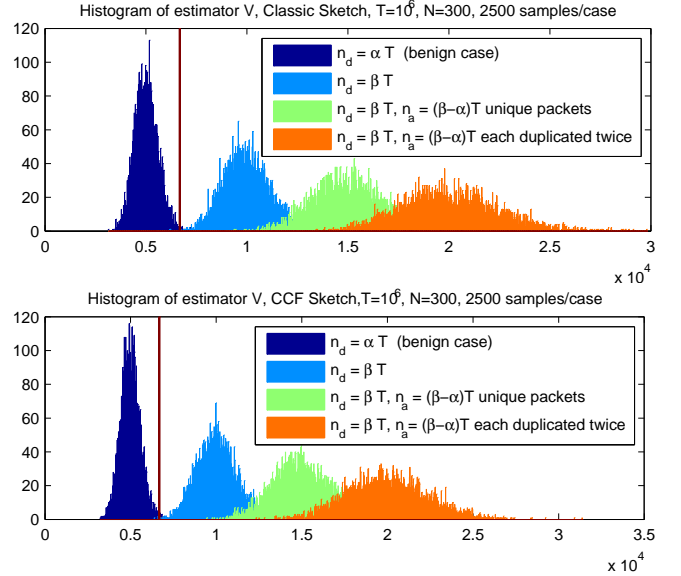 Histogram of estimator V, Classic Sketch, T=10^6, N=300, 2500 samples/case
120
100
80
60
40
20
0
n_d = α T (benign case)
n_d = β T
n_d = β T, n_a = (β−α)T unique packets
n_d = β T, n_a = (β−α)T each duplicated twice
0 0.5 1 1.5 2 2.5 3
x 10^4
Histogram of estimator V, CCF Sketch,T=10^6, N=300, 2500 samples/case
120
100
80
60
40
20
0
n_d = α T (benign case)
n_d = β T
n_d = β T, n_a = (β−α)T unique packets
n_d = β T, n_a = (β−α)T each duplicated twice
0 0.5 1 1.5 2 2.5 3 3.5
x 10^4